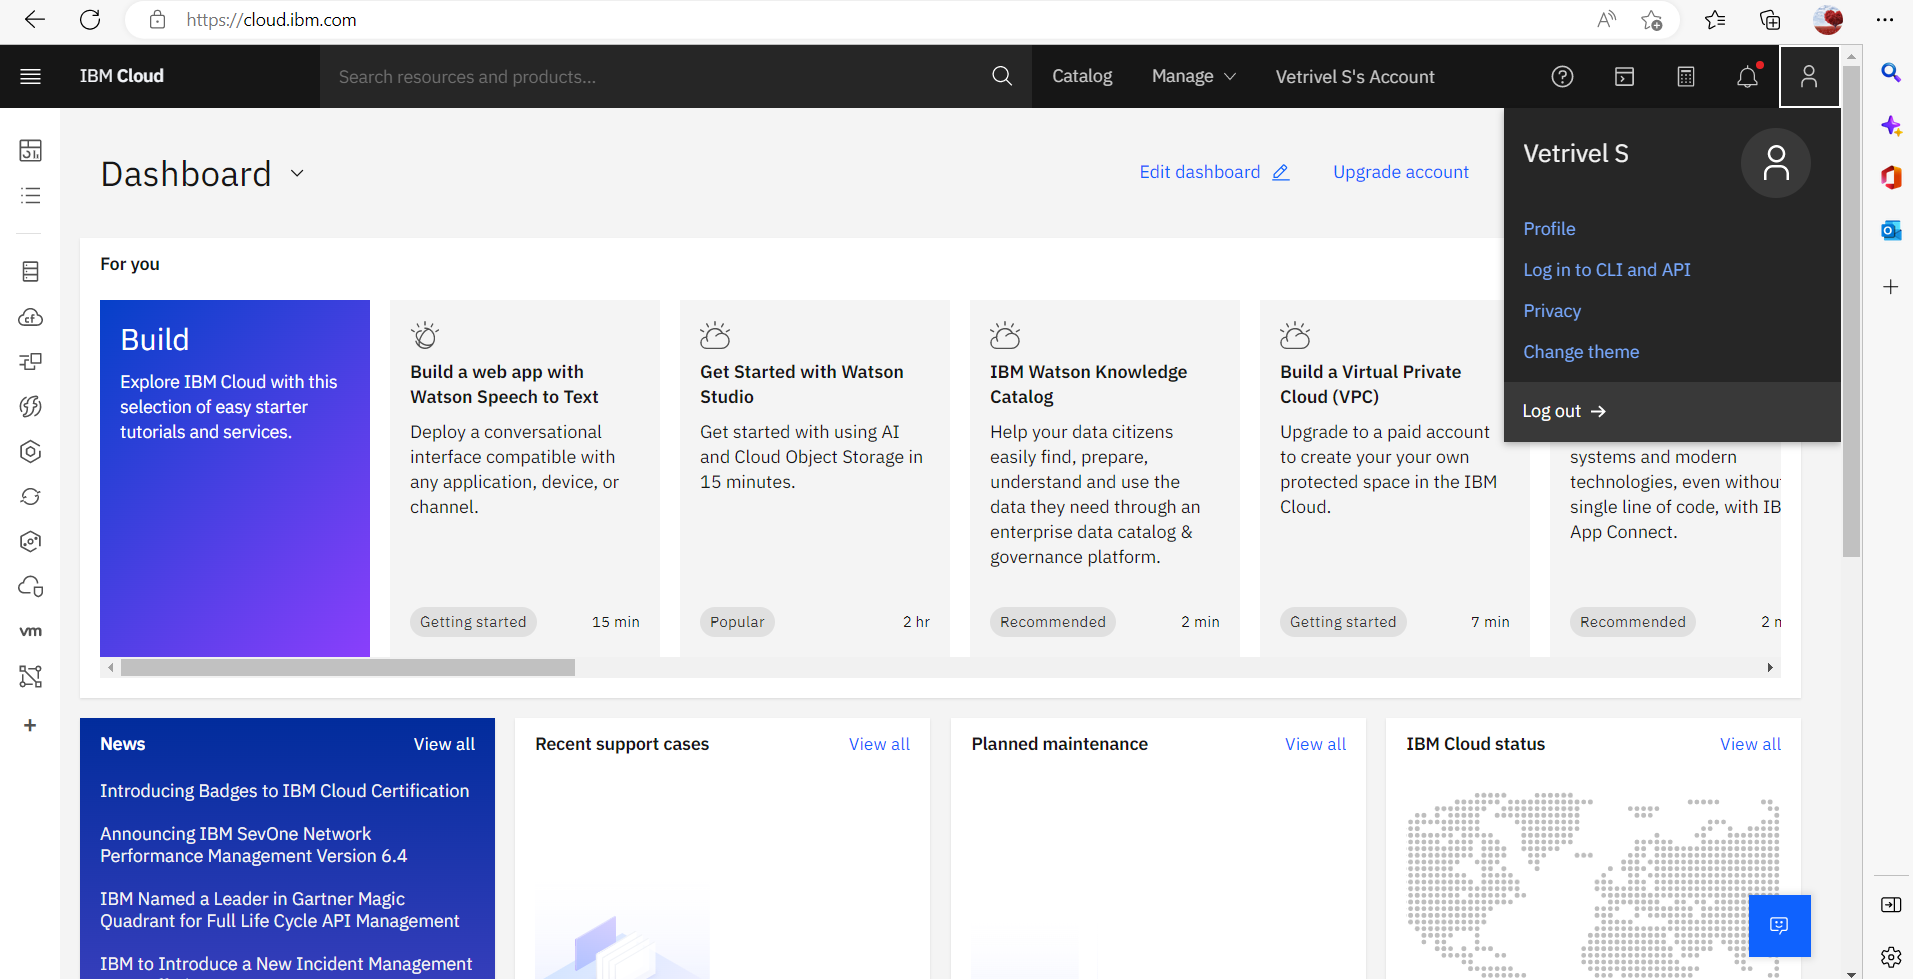 https://cloud.ibm.com
IBM Cloud
Search resources and products...
Catalog
Manage
Vetrivel S's Account
Vetrivel S
Profile
Log in to CLI and API
Privacy
Change theme
Log out
Dashboard
Edit dashboard
Upgrade account
For you
Build
Explore IBM Cloud with this
selection of easy starter
tutorials and services.
Build a web app with
Watson Speech to Text
Deploy a conversational
interface compatible with
any application, device, or
channel.
Getting started
15 min
Get Started with Watson
Studio
Get started with using AI
and Cloud Object Storage in
15 minutes.
Popular
2 hr
IBM Watson Knowledge
Catalog
Help your data citizens
easily find, prepare,
understand and use the
data they need through an
enterprise data catalog &
governance platform.
Recommended
2 min
Build a Virtual Private
Cloud (VPC)
Upgrade to a paid account
to create your your own
protected space in the IBM
Cloud.
Getting started
7 min
systems and modern
technologies, even withou
single line of code, with IB
App Connect.
Recommended
2 m
vm
News
View all
Introducing Badges to IBM Cloud Certification
Announcing IBM SevOne Network
Performance Management Version 6.4
IBM Named a Leader in Gartner Magic
Quadrant for Full Life Cycle API Management
IBM to Introduce a New Incident Management
Recent support cases
View all
Planned maintenance
View all
IBM Cloud status
View all